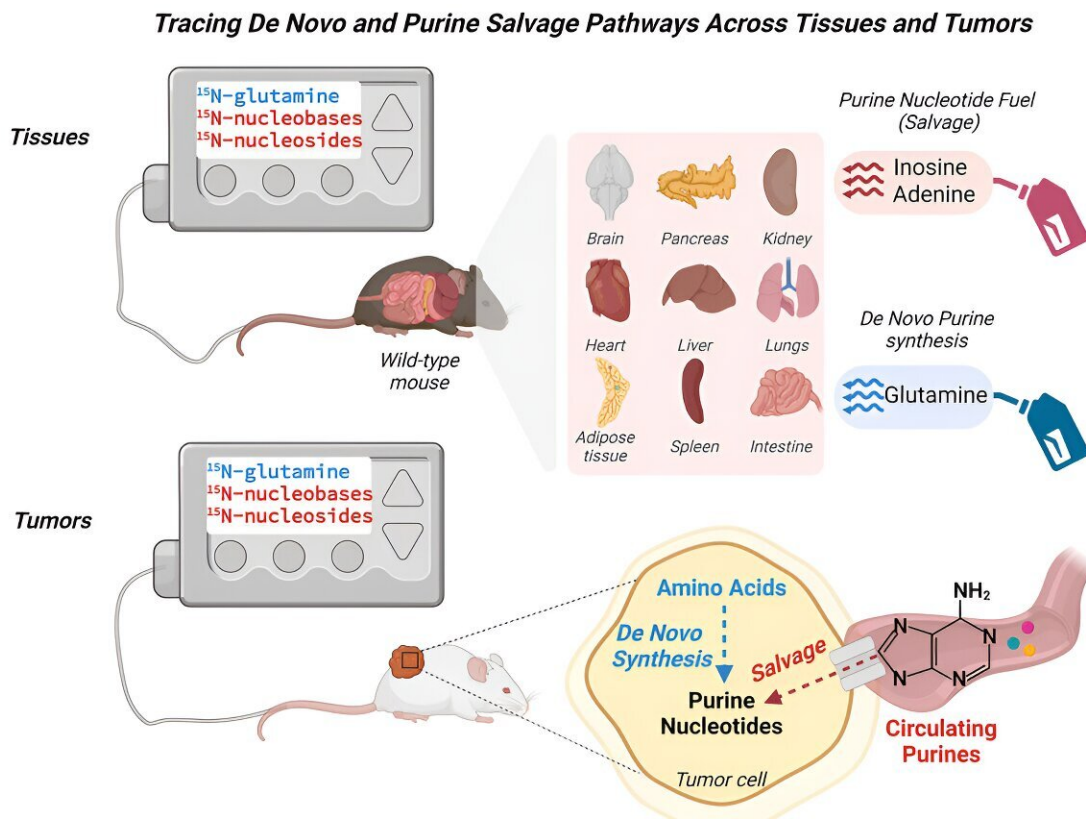 Tracing De Novo and Purine Salvage Pathways Across Tissues and Tumors
Tissues
¹⁵N-glutamine
¹⁵N-nucleobases
¹⁵N-nucleosides
Wild-type
mouse
Brain
Pancreas
Kidney
Heart
Liver
Lungs
Adipose
tissue
Spleen
Intestine
Purine Nucleotide Fuel
(Salvage)
Inosine
Adenine
De Novo Purine
synthesis
Glutamine
Tumors
¹⁵N-glutamine
¹⁵N-nucleobases
¹⁵N-nucleosides
Amino Acids
De Novo
Synthesis
Salvage
Purine
Nucleotides
Tumor cell
NH₂
N
N
N
N
Circulating
Purines